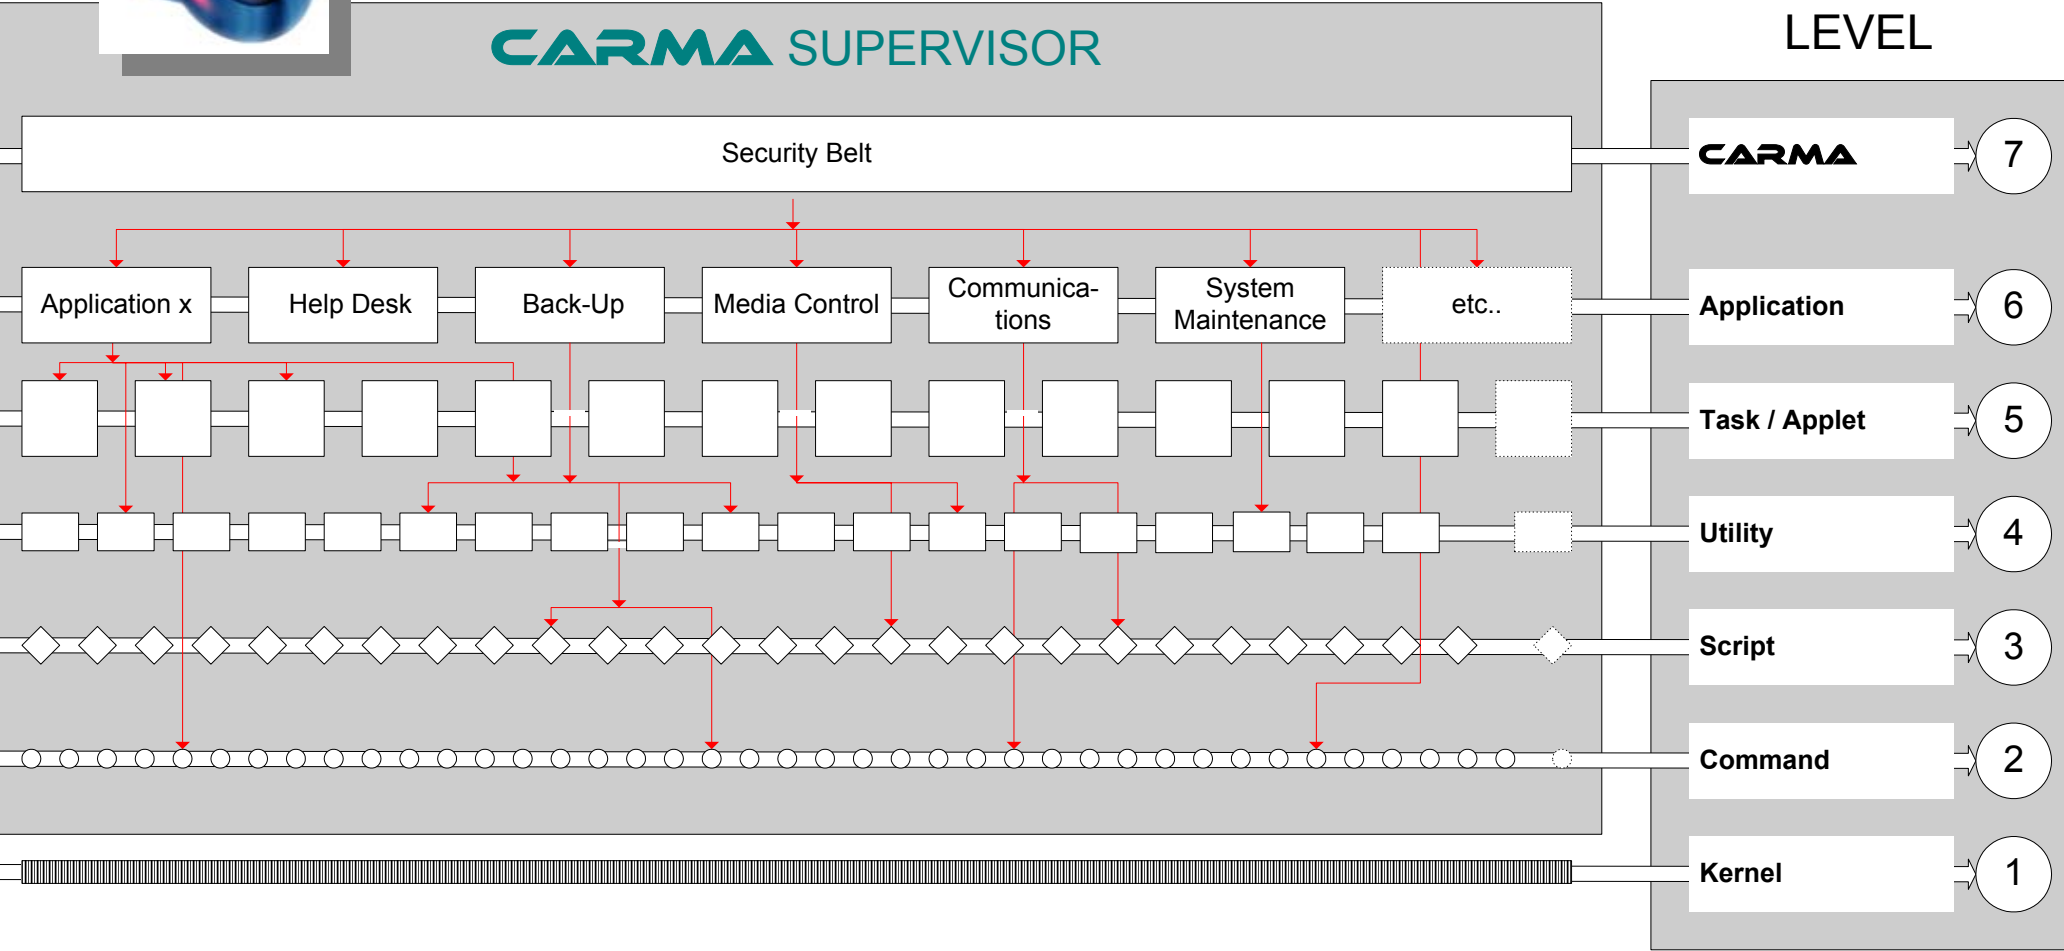 CARMA SUPERVISOR
LEVEL
Security Belt
CARMA
7
Application x
Help Desk
Back-Up
Media Control
Communica-
tions
System
Maintenance
etc..
Application
6
Task / Applet
5
Utility
4
Script
3
Command
2
Kernel
1